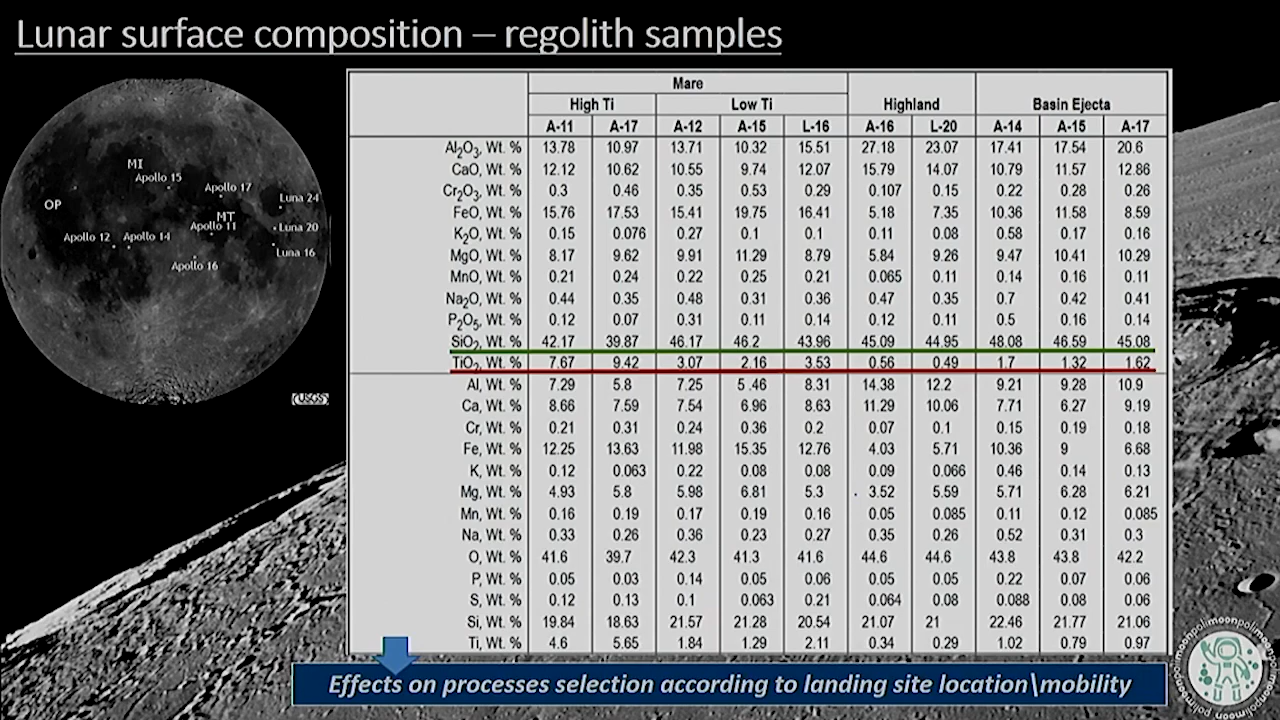 Lunar surface composition – regolith samples
MI
Apollo 15
Apollo 17
OP
Luna 24
MT
Apollo 11
Luna 20
Apollo 12
Apollo 14
Luna 16
Apollo 16
USGS
Mare
High Ti Low Ti Highland Basin Ejecta
A-11 A-17 A-12 A-15 L-16 A-16 L-20 A-14 A-15 A-17
Al₂O₃, Wt. % 13.78 10.97 13.71 10.32 15.51 27.18 23.07 17.41 17.54 20.6
CaO, Wt. % 12.12 10.62 10.55 9.74 12.07 15.79 14.07 10.79 11.57 12.86
Cr₂O₃, Wt. % 0.3 0.46 0.35 0.53 0.29 0.107 0.15 0.22 0.28 0.26
FeO, Wt. % 15.76 17.53 15.41 19.75 16.41 5.18 7.35 10.36 11.58 8.59
K₂O, Wt. % 0.15 0.076 0.27 0.1 0.1 0.11 0.08 0.58 0.17 0.16
MgO, Wt. % 8.17 9.62 9.91 11.29 8.79 5.84 9.26 9.47 10.41 10.29
MnO, Wt. % 0.21 0.24 0.22 0.25 0.21 0.065 0.11 0.14 0.16 0.11
Na₂O, Wt. % 0.44 0.35 0.48 0.31 0.36 0.47 0.35 0.7 0.42 0.41
P₂O₅, Wt. % 0.12 0.07 0.31 0.11 0.14 0.12 0.11 0.5 0.16 0.14
SiO₂, Wt. % 42.17 39.87 46.17 46.2 43.96 45.09 44.95 48.08 46.59 45.08
TiO₂, Wt. % 7.67 9.42 3.07 2.16 3.53 0.56 0.49 1.7 1.32 1.62
Al, Wt. % 7.29 5.8 7.25 5.46 8.31 14.38 12.2 9.21 9.28 10.9
Ca, Wt. % 8.66 7.59 7.54 6.96 8.63 11.29 10.06 7.71 6.27 9.19
Cr, Wt. % 0.21 0.31 0.24 0.36 0.2 0.07 0.1 0.15 0.19 0.18
Fe, Wt. % 12.25 13.63 11.98 15.35 12.76 4.03 5.71 10.36 9 6.68
K, Wt. % 0.12 0.063 0.22 0.08 0.08 0.09 0.066 0.46 0.14 0.13
Mg, Wt. % 4.93 5.8 5.98 6.81 5.3 3.52 5.59 5.71 6.28 6.21
Mn, Wt. % 0.16 0.19 0.17 0.19 0.16 0.05 0.085 0.11 0.12 0.085
Na, Wt. % 0.33 0.26 0.36 0.23 0.27 0.35 0.26 0.52 0.31 0.3
O, Wt. % 41.6 39.7 42.3 41.3 41.6 44.6 44.6 43.8 43.8 42.2
P, Wt. % 0.05 0.03 0.14 0.05 0.06 0.05 0.05 0.22 0.07 0.06
S, Wt. % 0.12 0.13 0.1 0.063 0.21 0.064 0.08 0.088 0.08 0.06
Si, Wt. % 19.84 18.63 21.57 21.28 20.54 21.07 21 22.46 21.77 21.06
Ti, Wt. % 4.6 5.65 1.84 1.29 2.11 0.34 0.29 1.02 0.79 0.97
Effects on processes selection according to landing site location\mobility